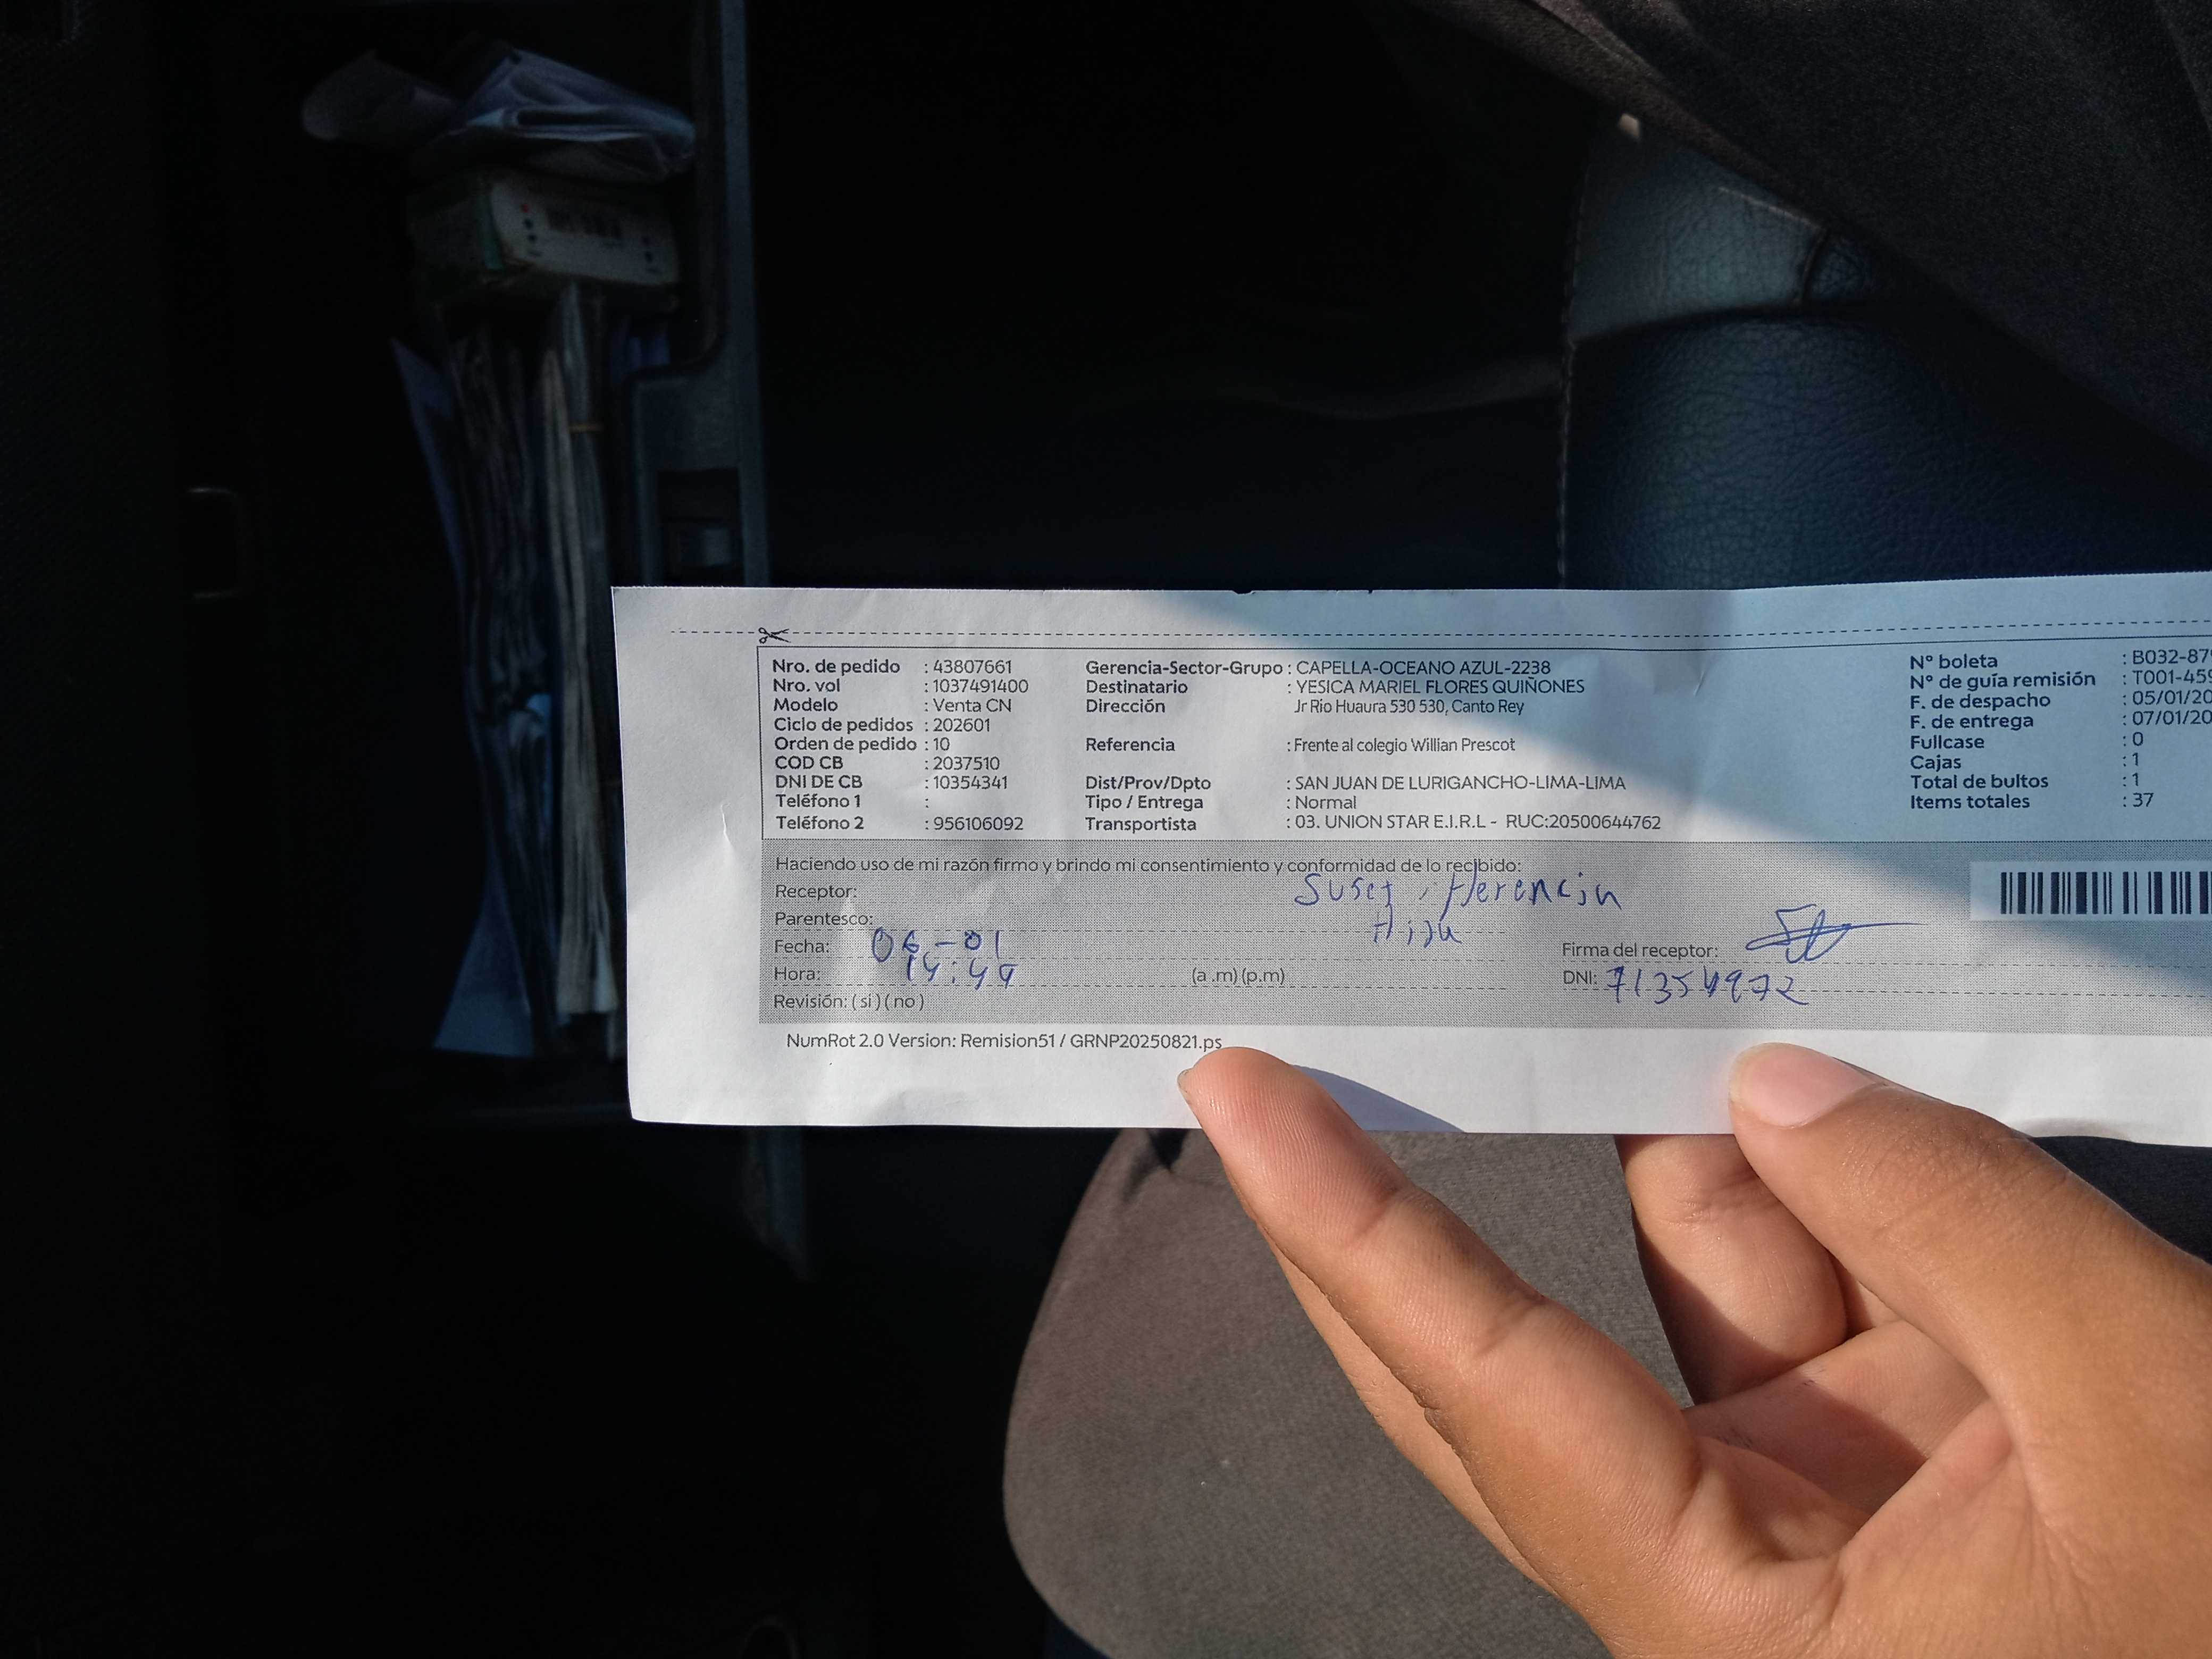 Nro. de pedido : 43807661
Nro. vol : 1037491400
Modelo : Venta CN
Ciclo de pedidos : 202601
Orden de pedido : 10
COD CB : 2037510
DNI DE CB : 10354341
Teléfono 1 :
Teléfono 2 : 956106092
Gerencia-Sector-Grupo : CAPELLA-OCEANO AZUL-2238
Destinatario : YESICA MARIEL FLORES QUIÑONES
Dirección Jr Rio Huaura 530 530, Canto Rey
Referencia : Frente al colegio Willian Prescot
Dist/Prov/Dpto : SAN JUAN DE LURIGANCHO-LIMA-LIMA
Tipo / Entrega : Normal
Transportista : 03. UNION STAR E.I.R.L - RUC:20500644762
N° boleta : B032-87
N° de guía remisión : T001-459
F. de despacho : 05/01/20
F. de entrega : 07/01/20
Fullcase : 0
Cajas : 1
Total de bultos : 1
Items totales : 37
Haciendo uso de mi razón firmo y brindo mi consentimiento y conformidad de lo recibido:
Receptor: Herencia
Parentesco: Hija
Fecha: 06-01
Hora: 14:49 (a .m) (p.m)
Revisión: ( si ) ( no )
Firma del receptor:
DNI: 71354972
NumRot 2.0 Version: Remision51 / GRNP20250821.ps